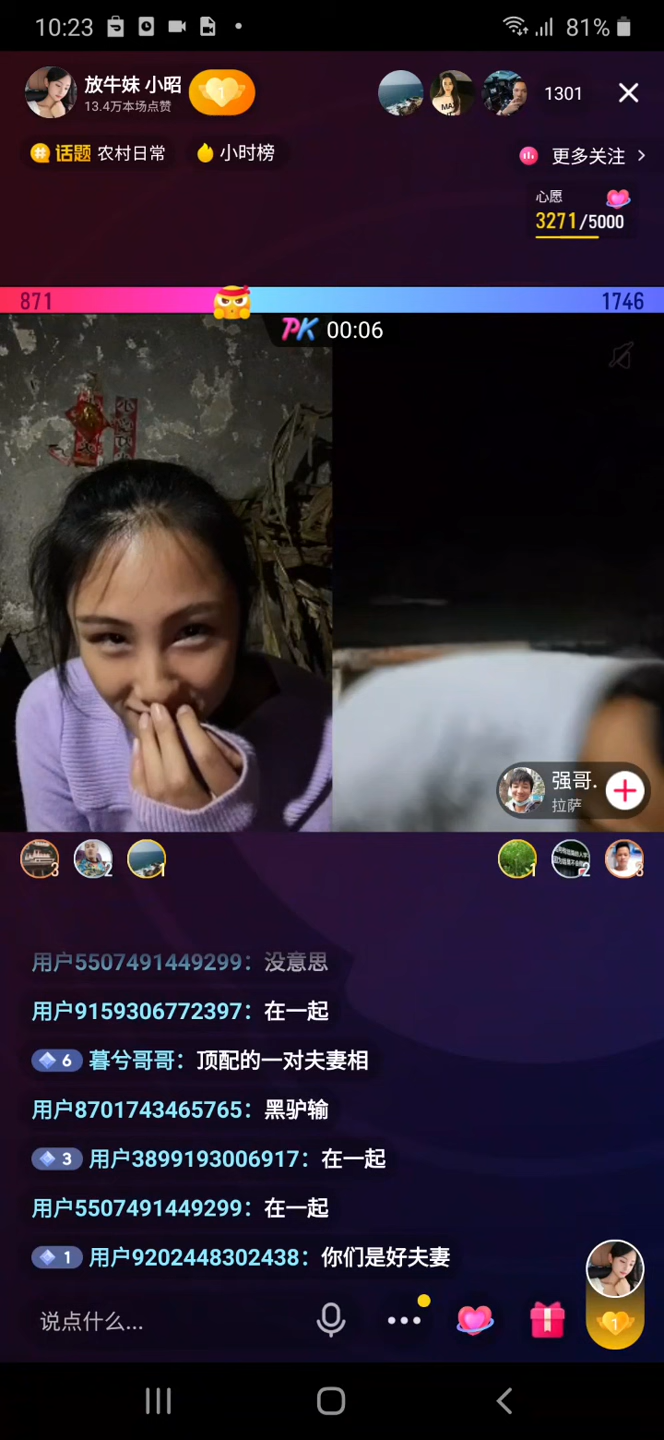 10:23
81%
放牛妹 小昭
13.4万本场点赞
1
1301
话题 农村日常
小时榜
更多关注
心愿
3271/5000
871
1746
PK 00:06
强哥.
拉萨
3
2
1
1
2
3
用户5507491449299：没意思
用户9159306772397：在一起
6 暮兮哥哥：顶配的一对夫妻相
用户8701743465765：黑驴输
3 用户3899193006917：在一起
用户5507491449299：在一起
1 用户9202448302438：你们是好夫妻
说点什么...
1